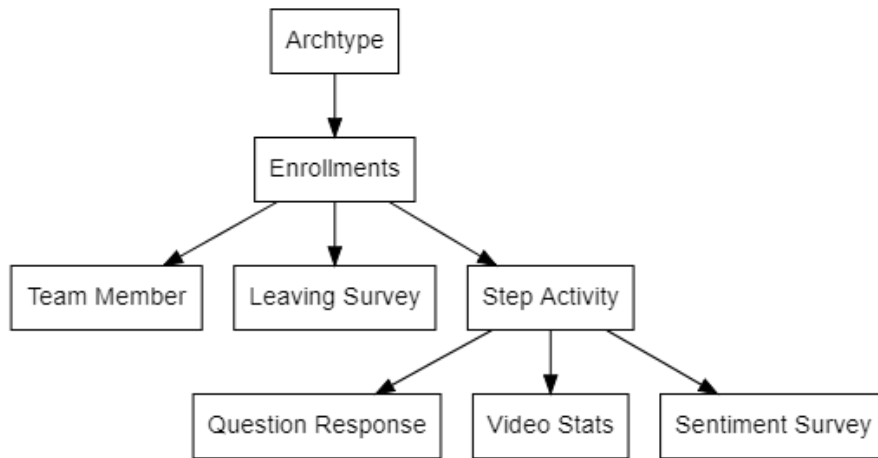 Archtype
Enrollments
Team Member
Leaving Survey
Step Activity
Question Response
Video Stats
Sentiment Survey